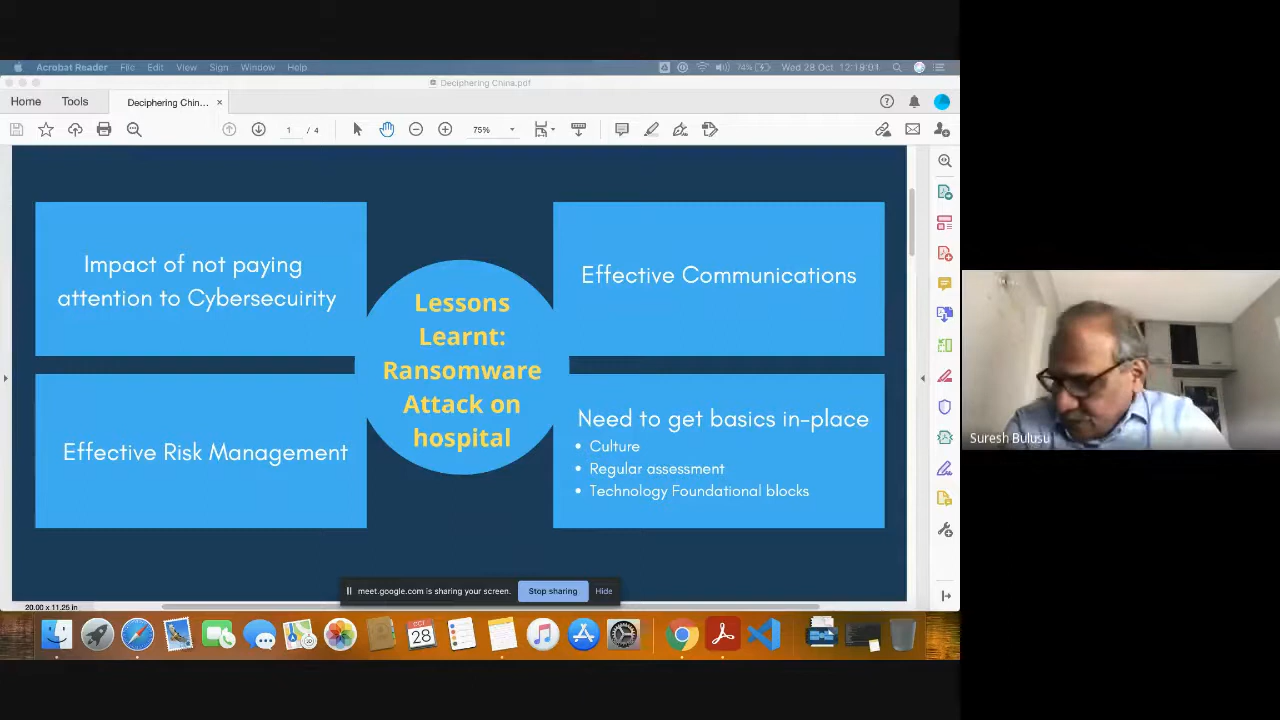 Acrobat Reader File Edit View Sign Window Help
74% Wed 28 Oct 12:19:01
Deciphering China.pdf
Home Tools Deciphering Chin... ×
1 / 4 75%
Impact of not paying
attention to Cybersecuirity
Effective Communications
Lessons
Learnt:
Ransomware
Attack on
hospital
Effective Risk Management
Need to get basics in-place
• Culture
• Regular assessment
• Technology Foundational blocks
Suresh Bulusu
meet.google.com is sharing your screen. Stop sharing Hide
20.00 x 11.25 in
OCT
28